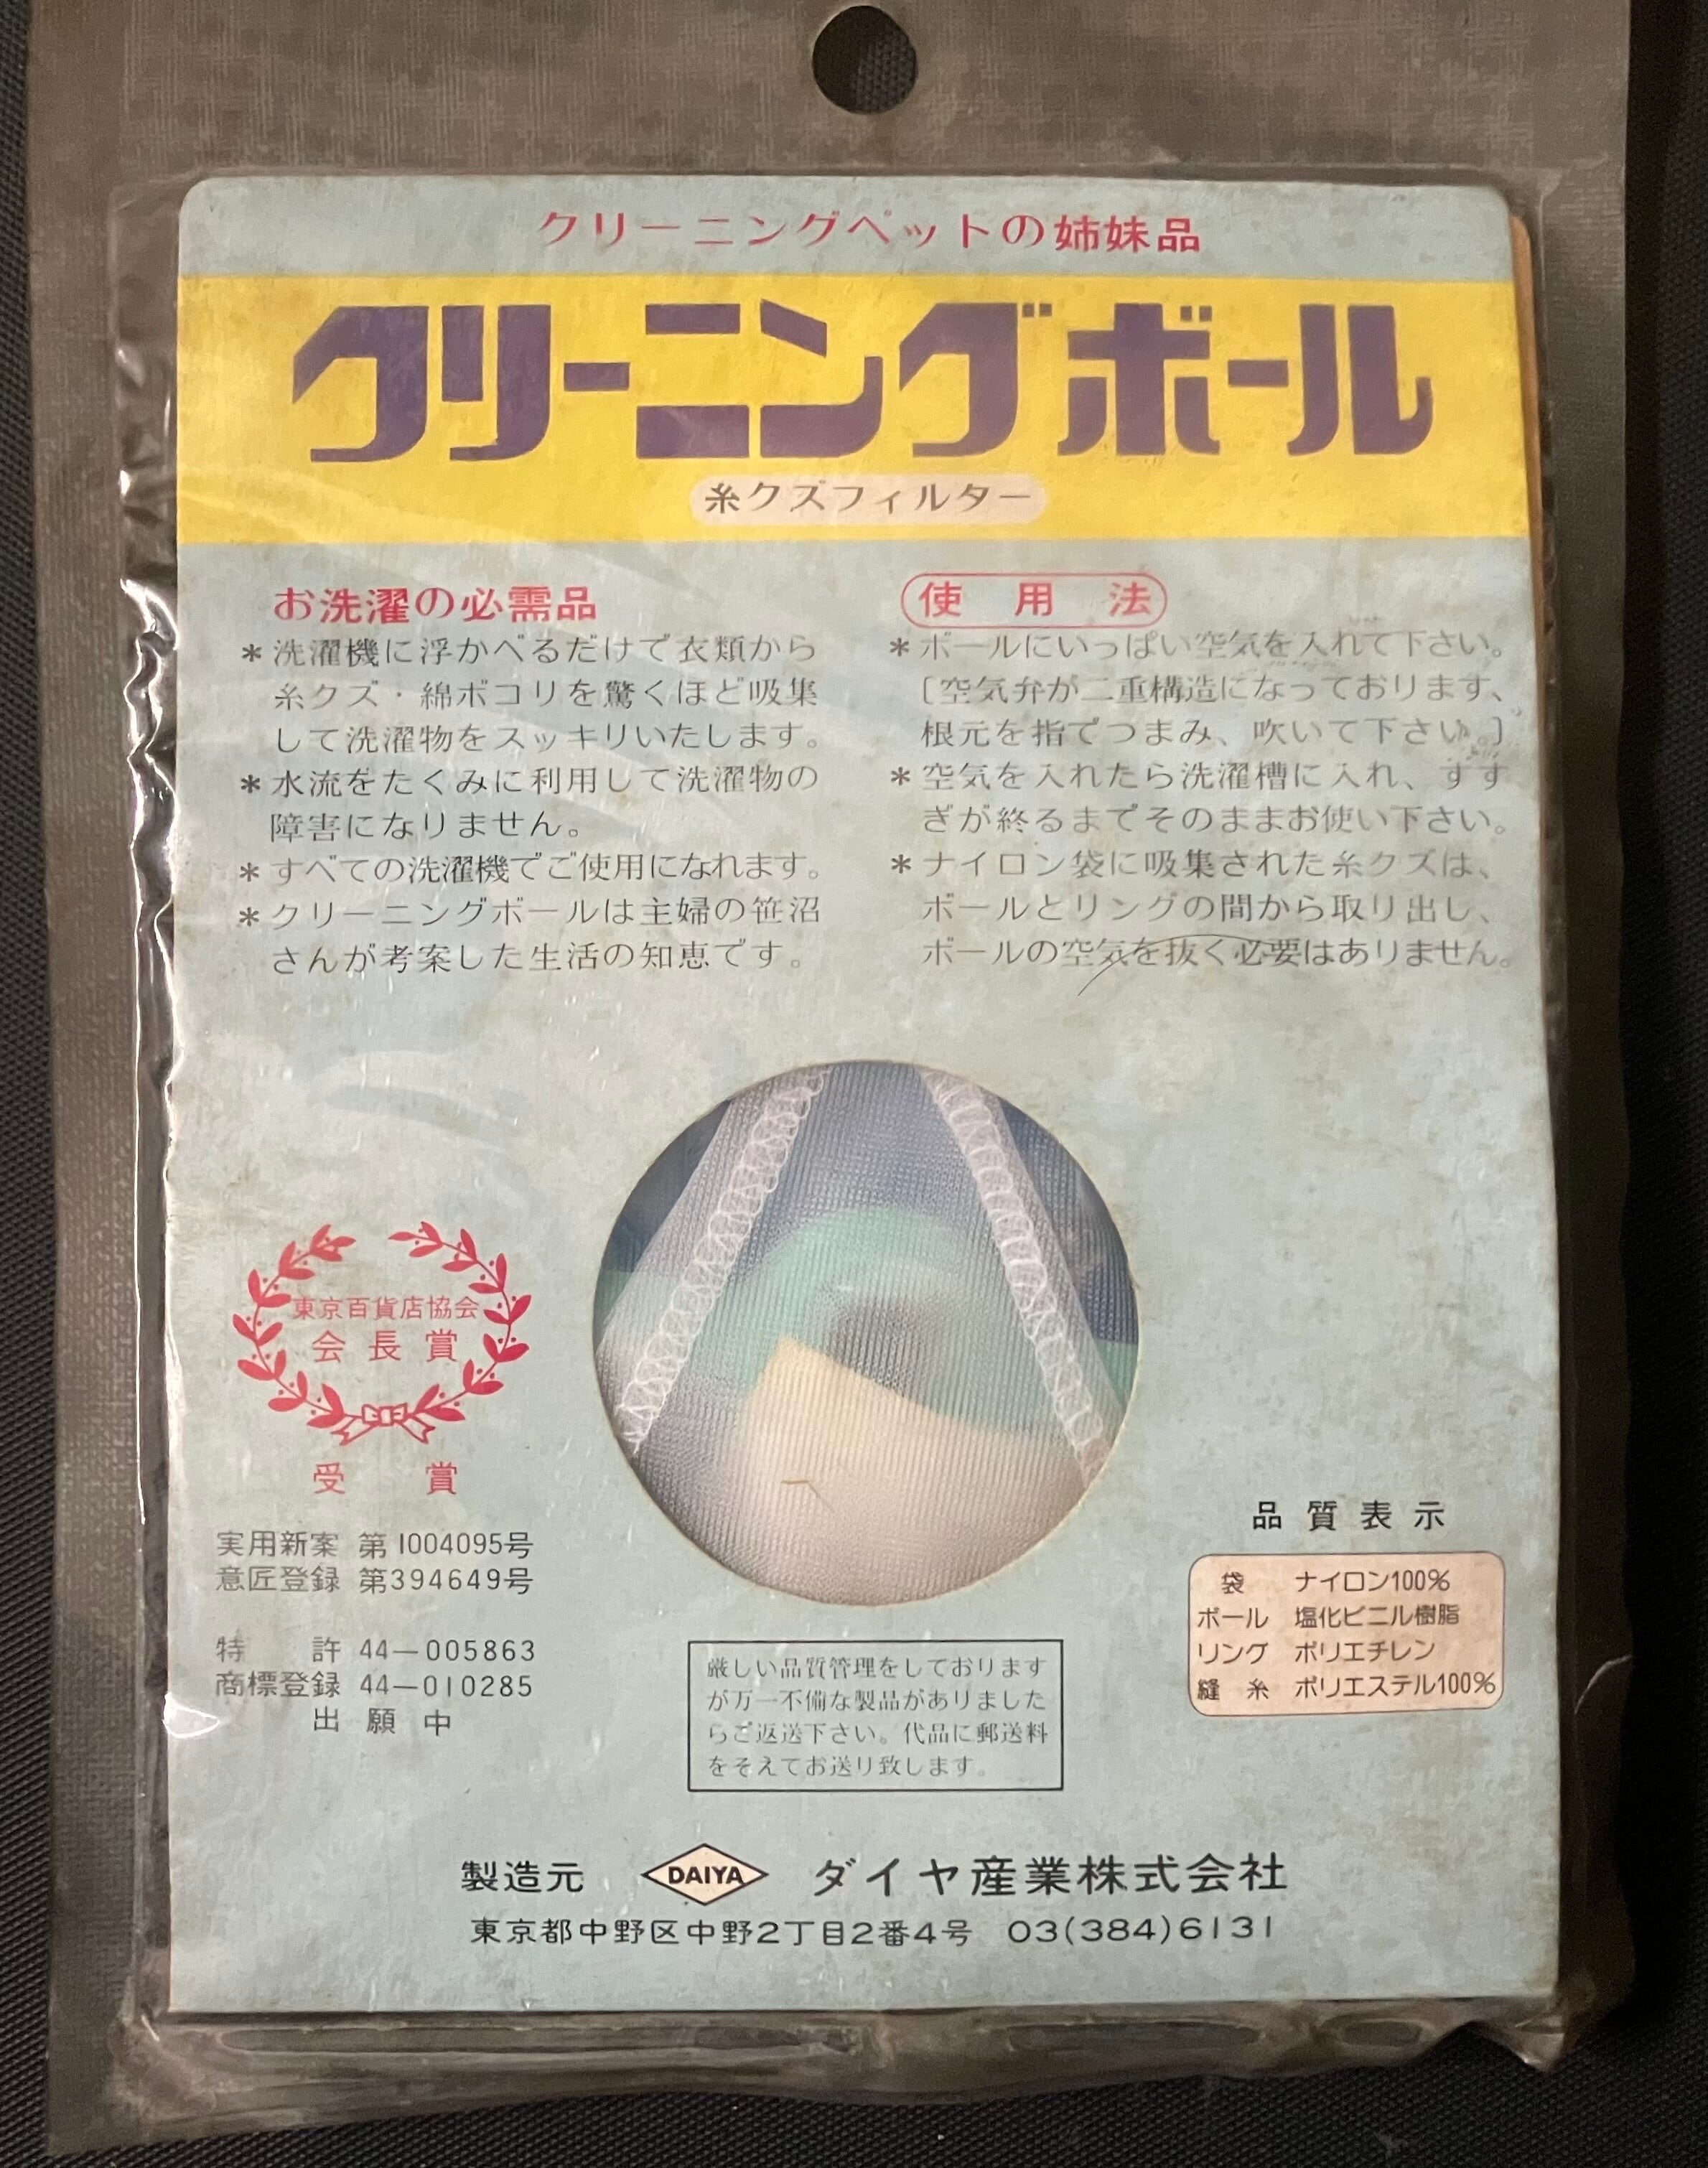 クリーニングペットの姉妹品
クリーニングボール
糸クズフィルター
お洗濯の必需品
＊洗濯機に浮かべるだけで衣類から
糸クズ・綿ボコリを驚くほど吸集
して洗濯物をスッキリいたします。
＊水流をたくみに利用して洗濯物の
障害になりません。
＊すべての洗濯機でご使用になれます。
＊クリーニングボールは主婦の笹沼
さんが考案した生活の知恵です。
使用法
＊ボールにいっぱい空気を入れて下さい。
〔空気弁が二重構造になっております、
根元を指でつまみ、吹いて下さい。〕
＊空気を入れたら洗濯槽に入れ、すす
ぎが終るまでそのままお使い下さい。
＊ナイロン袋に吸集された糸クズは、
ボールとリングの間から取り出し、
ボールの空気を抜く必要はありません。
東京百貨店協会
会長賞
受賞
実用新案 第1004095号
意匠登録 第394649号
特許 44—005863
商標登録 44—010285
出願中
厳しい品質管理をしております
が万一不備な製品がありました
らご返送下さい。代品に郵送料
をそえてお送り致します。
品質表示
袋 ナイロン100%
ボール 塩化ビニル樹脂
リング ポリエチレン
縫糸 ポリエステル100%
製造元 DAIYA ダイヤ産業株式会社
東京都中野区中野2丁目2番4号 03(384)6131